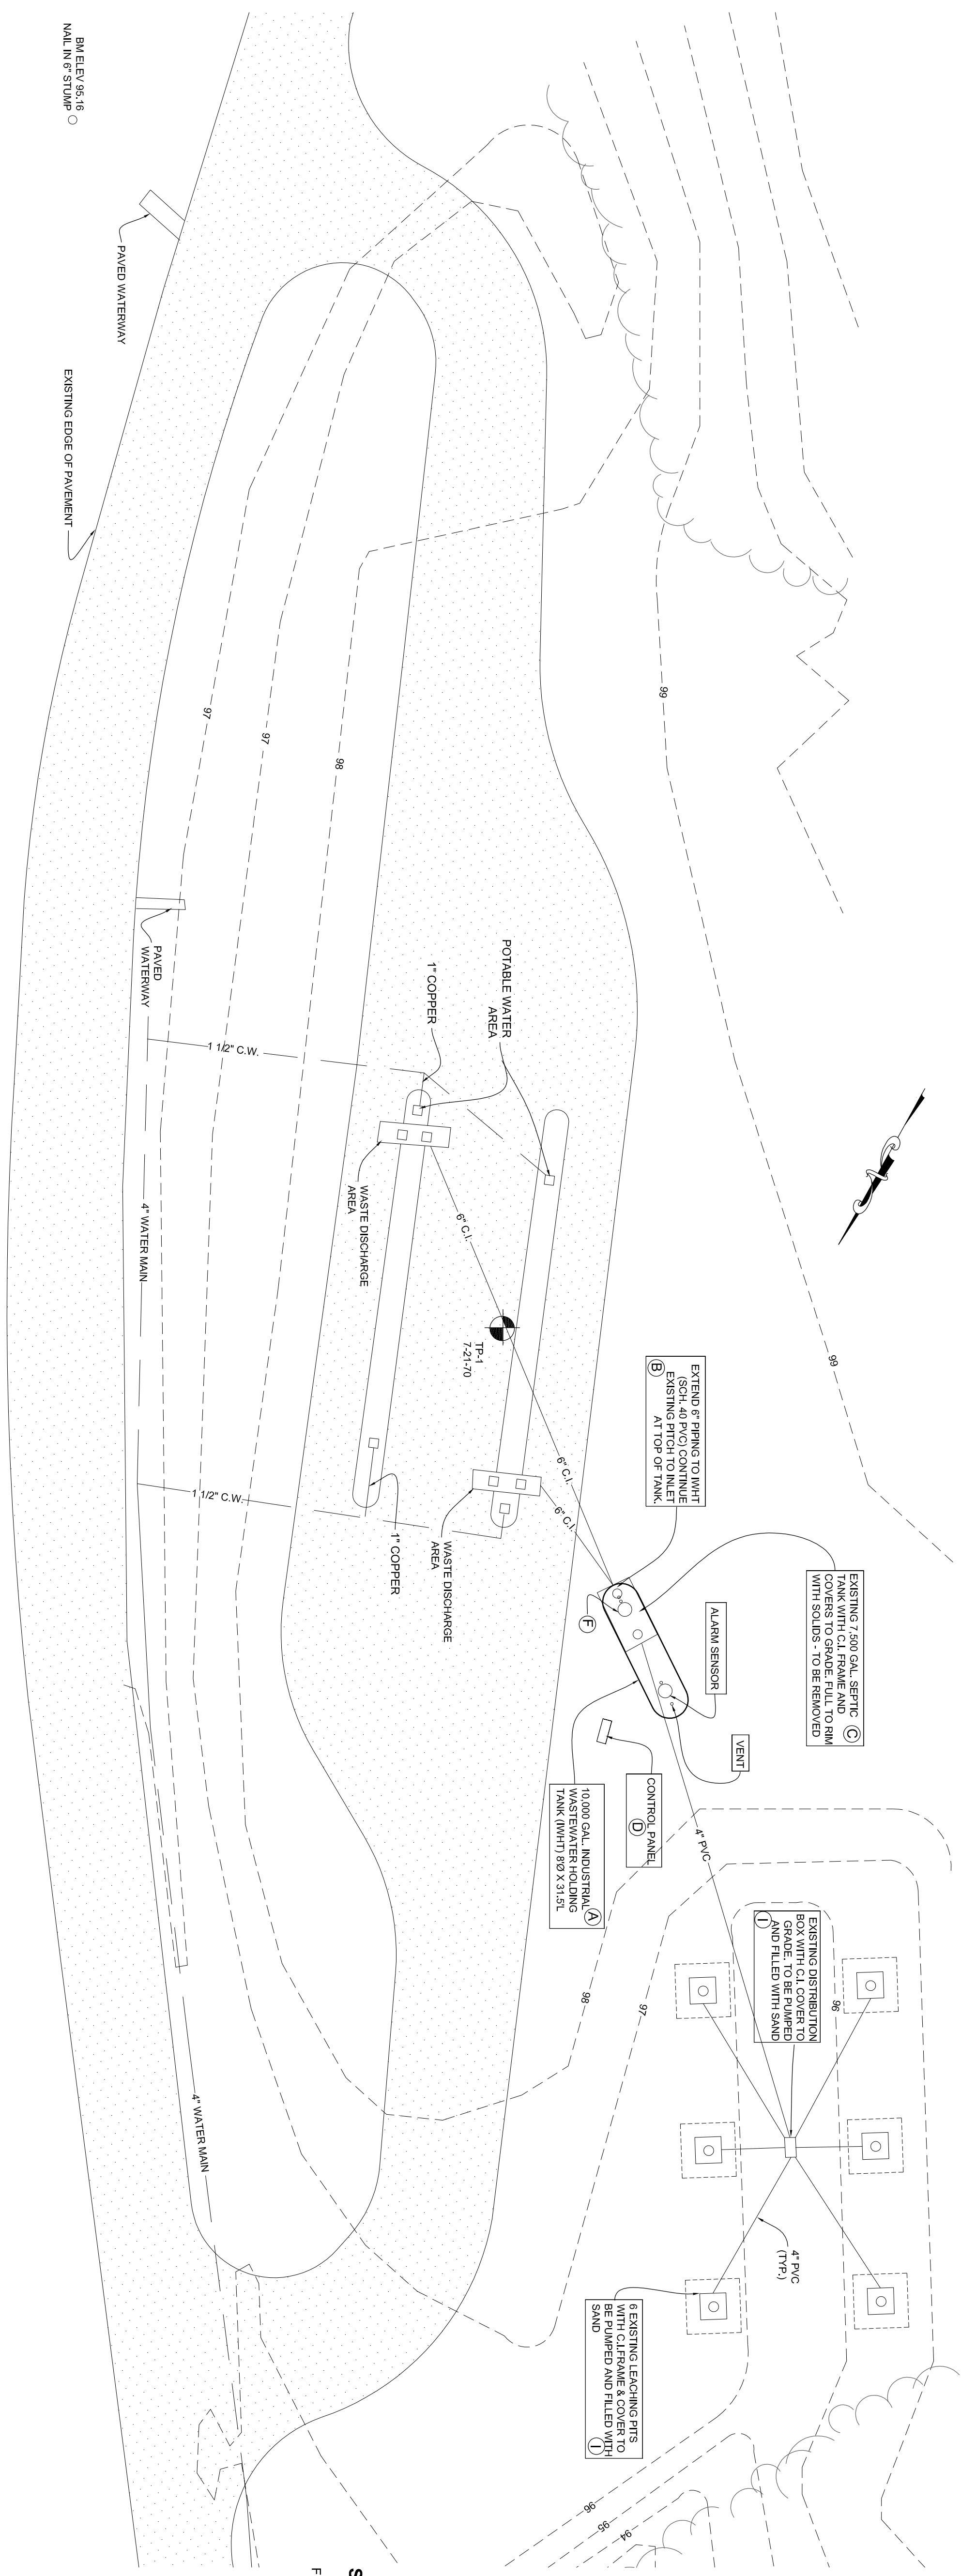 BM ELEV 95.16
NAIL IN 6" STUMP
PAVED WATERWAY
EXISTING EDGE OF PAVEMENT
97
97
98
99
PAVED
WATERWAY
1 1/2" C.W.
4" WATER MAIN
1" COPPER
POTABLE WATER
AREA
WASTE DISCHARGE
AREA
6" C.I.
TP-1
7-21-70
99
EXTEND 6" PIPING TO IWHT
(SCH. 40 PVC) CONTINUE
EXISTING PITCH TO INLET
AT TOP OF TANK.
B
6" C.I.
6" C.I.
1 1/2" C.W.
1" COPPER
WASTE DISCHARGE
AREA
EXISTING 7,500 GAL. SEPTIC
TANK WITH C.I. FRAME AND
COVERS TO GRADE. FULL TO RIM
WITH SOLIDS - TO BE REMOVED
C
F
ALARM SENSOR
VENT
CONTROL PANEL
D
10,000 GAL. INDUSTRIAL
WASTEWATER HOLDING
TANK (IWHT) 8'Ø X 31.5'L
A
4" PVC
EXISTING DISTRIBUTION
BOX WITH C.I. COVER TO
GRADE. TO BE PUMPED
AND FILLED WITH SAND
I
96
97
98
4" WATER MAIN
4" PVC
(TYP.)
6 EXISTING LEACHING PITS
WITH C.I.FRAME & COVER TO
BE PUMPED AND FILLED WITH
SAND
I
96
95
94
S
F